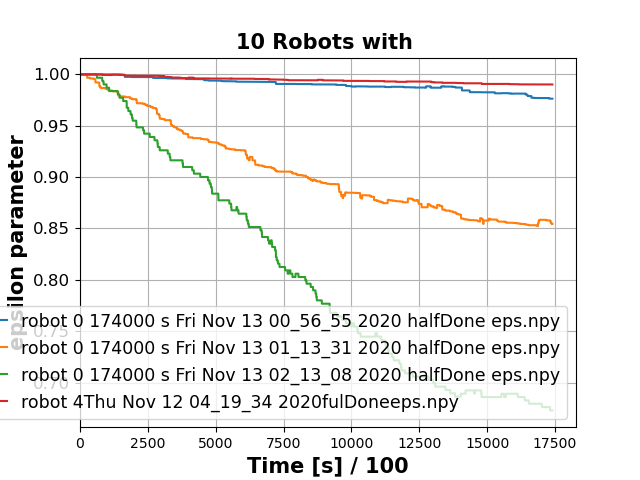 10 Robots with
1.00
0.95
0.90
0.85
0.80
0.75
0.70
epsilon parameter
robot 0 174000 s Fri Nov 13 00_56_55 2020 halfDone eps.npy
robot 0 174000 s Fri Nov 13 01_13_31 2020 halfDone eps.npy
robot 0 174000 s Fri Nov 13 02_13_08 2020 halfDone eps.npy
robot 4Thu Nov 12 04_19_34 2020fulDoneeps.npy
0 2500 5000 7500 10000 12500 15000 17500
Time [s] / 100